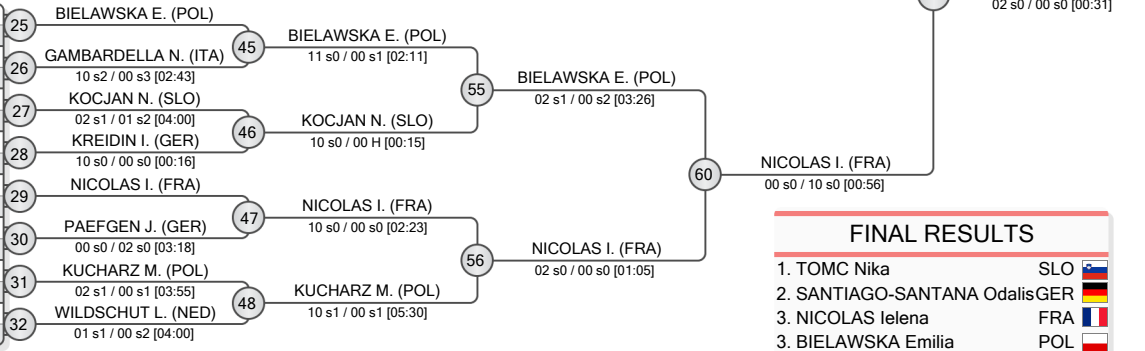 02 s0 / 00 s0 [00:31]
25
BIELAWSKA E. (POL)
45
BIELAWSKA E. (POL)
11 s0 / 00 s1 [02:11]
26
GAMBARDELLA N. (ITA)
10 s2 / 00 s3 [02:43]
55
BIELAWSKA E. (POL)
02 s1 / 00 s2 [03:26]
27
KOCJAN N. (SLO)
02 s1 / 01 s2 [04:00]
46
KOCJAN N. (SLO)
10 s0 / 00 H [00:15]
28
KREIDIN I. (GER)
10 s0 / 00 s0 [00:16]
60
NICOLAS I. (FRA)
00 s0 / 10 s0 [00:56]
29
NICOLAS I. (FRA)
47
NICOLAS I. (FRA)
10 s0 / 00 s0 [02:23]
30
PAEFGEN J. (GER)
00 s0 / 02 s0 [03:18]
56
NICOLAS I. (FRA)
02 s0 / 00 s0 [01:05]
31
KUCHARZ M. (POL)
02 s1 / 00 s1 [03:55]
48
KUCHARZ M. (POL)
10 s1 / 00 s1 [05:30]
32
WILDSCHUT L. (NED)
01 s1 / 00 s2 [04:00]
FINAL RESULTS
1. TOMC Nika SLO
2. SANTIAGO-SANTANA Odalis GER
3. NICOLAS Ielena FRA
3. BIELAWSKA Emilia POL